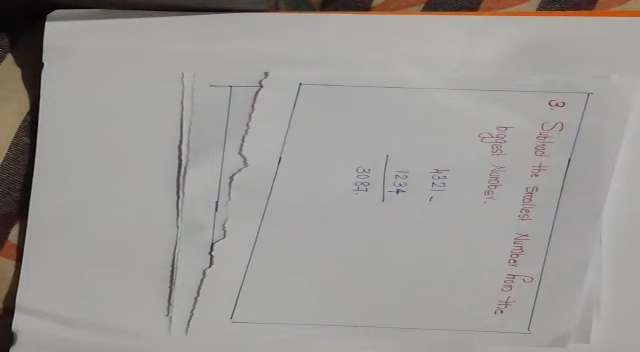 3. Subtract the smallest Number from the
biggest Number.
4321 -
1234
3087.